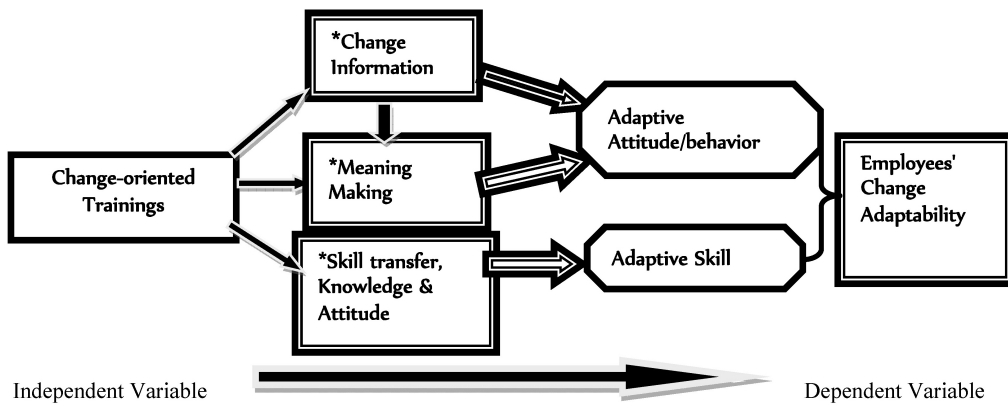 *Change
Information
Change-oriented
Trainings
*Meaning
Making
*Skill transfer,
Knowledge &
Attitude
Adaptive
Attitude/behavior
Adaptive Skill
Employees'
Change
Adaptability
Independent Variable
Dependent Variable